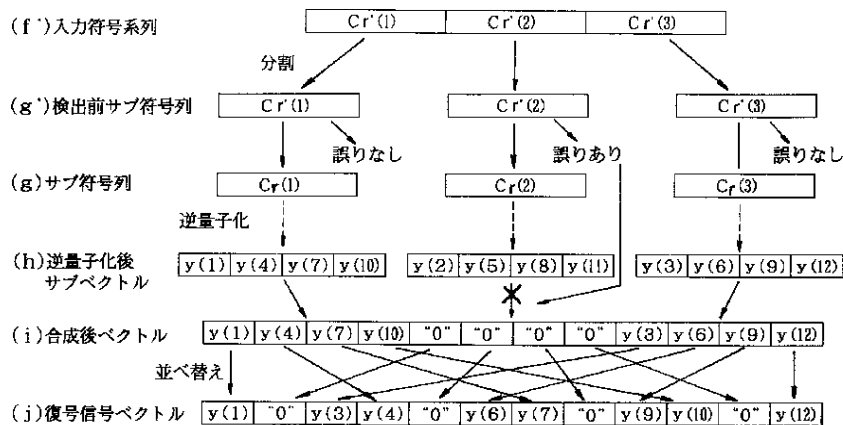 (f')入力符号系列 Cr'(1) Cr'(2) Cr'(3)
分割
(g')検出前サブ符号列 Cr'(1) Cr'(2) Cr'(3)
誤りなし 誤りあり 誤りなし
(g)サブ符号列 Cr(1) Cr(2) Cr(3)
逆量子化
(h)逆量子化後 y(1) y(4) y(7) y(10) y(2) y(5) y(8) y(11) y(3) y(6) y(9) y(12)
サブベクトル
(i)合成後ベクトル y(1) y(4) y(7) y(10) "0" "0" "0" "0" y(3) y(6) y(9) y(12)
並べ替え
(j)復号信号ベクトル y(1) "0" y(3) y(4) "0" y(6) y(7) "0" y(9) y(10) "0" y(12)